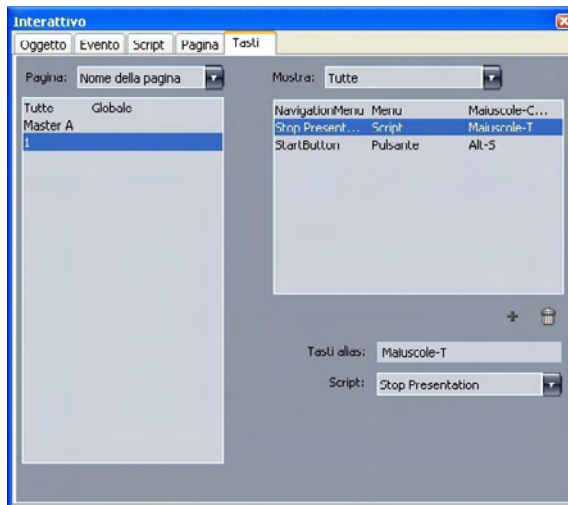 Interattivo
Oggetto Evento Script Pagina Tasti
Pagina: Nome della pagina
Mostra: Tutte
Tutto Globale
Master A
1
NavigationMenu Menu Maiuscole-C...
Stop Present... Script Maiuscole-T
StartButton Pulsante Alt-S
Tasti alias: Maiuscole-T
Script: Stop Presentation